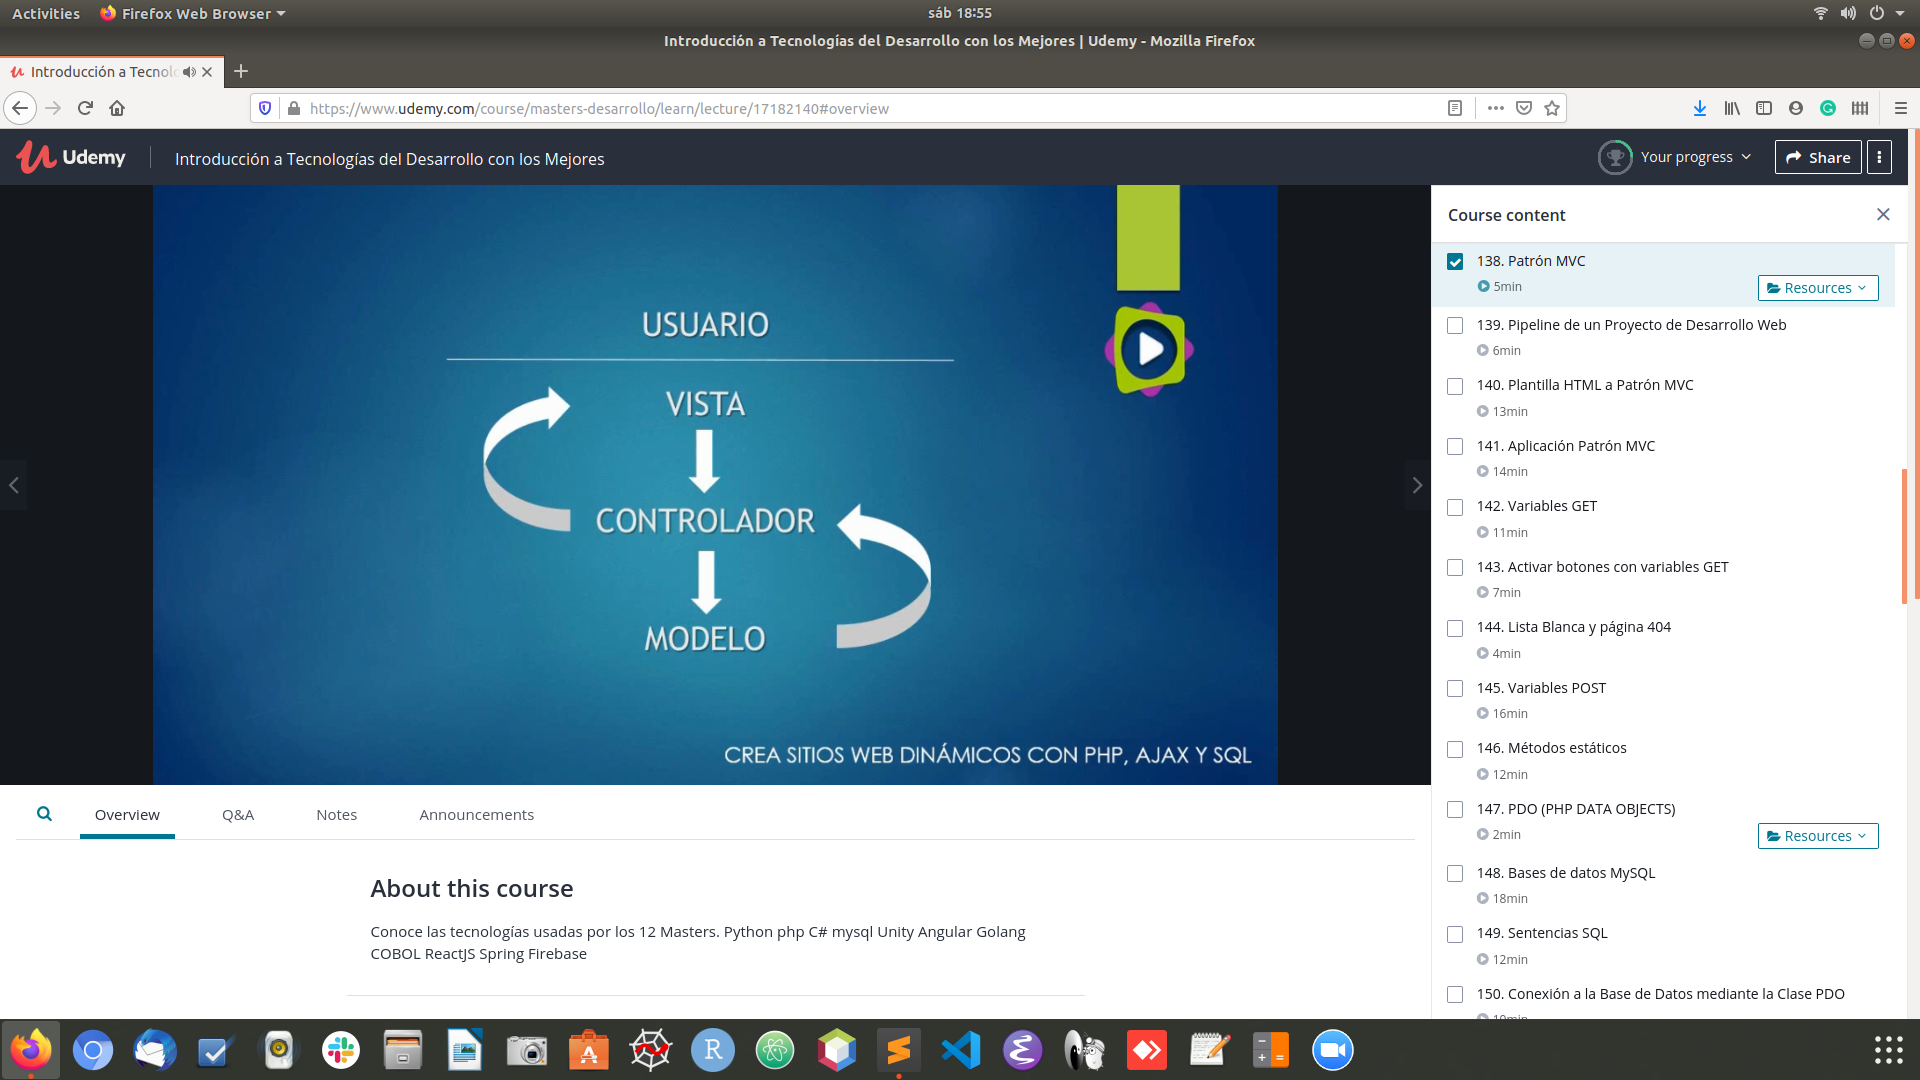 Activities
Firefox Web Browser
sáb 18:55
Introducción a Tecnologías del Desarrollo con los Mejores | Udemy - Mozilla Firefox
Introducción a Tecnolo
https://www.udemy.com/course/masters-desarrollo/learn/lecture/17182140#overview
Udemy
Introducción a Tecnologías del Desarrollo con los Mejores
Your progress
Share
USUARIO
VISTA
CONTROLADOR
MODELO
CREA SITIOS WEB DINÁMICOS CON PHP, AJAX Y SQL
Course content
138. Patrón MVC
5min
Resources
139. Pipeline de un Proyecto de Desarrollo Web
6min
140. Plantilla HTML a Patrón MVC
13min
141. Aplicación Patrón MVC
14min
142. Variables GET
11min
143. Activar botones con variables GET
7min
144. Lista Blanca y página 404
4min
145. Variables POST
16min
146. Métodos estáticos
12min
147. PDO (PHP DATA OBJECTS)
2min
Resources
148. Bases de datos MySQL
18min
149. Sentencias SQL
12min
150. Conexión a la Base de Datos mediante la Clase PDO
Overview
Q&A
Notes
Announcements
About this course
Conoce las tecnologías usadas por los 12 Masters. Python php C# mysql Unity Angular Golang
COBOL ReactJS Spring Firebase